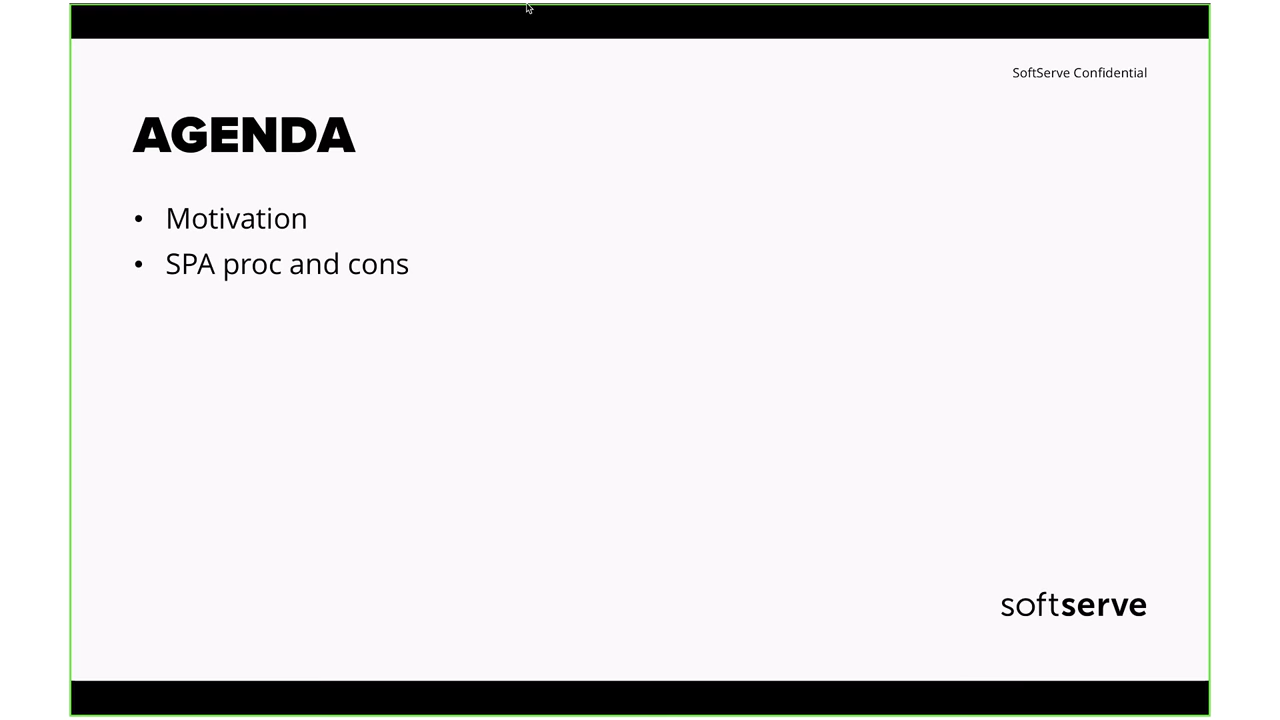 SoftServe Confidential
AGENDA
• Motivation
• SPA proc and cons
softserve